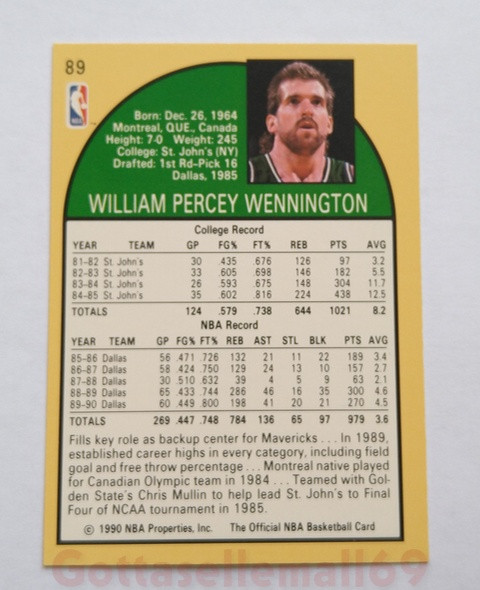 89
NBA
Born: Dec. 26, 1964
Montreal, QUE., Canada
Height: 7-0 Weight: 245
College: St. John's (NY)
Drafted: 1st Rd-Pick 16
Dallas, 1985
WILLIAM PERCEY WENNINGTON
College Record
YEAR TEAM GP FG% FT% REB PTS AVG
81-82 St. John's 30 .435 .676 126 97 3.2
82-83 St. John's 33 .605 .698 146 182 5.5
83-84 St. John's 26 .593 .675 148 304 11.7
84-85 St. John's 35 .602 .816 224 438 12.5
TOTALS 124 .579 .738 644 1021 8.2
NBA Record
YEAR TEAM GP FG% FT% REB AST STL BLK PTS AVG
85-86 Dallas 56 .471 .726 132 21 11 22 189 3.4
86-87 Dallas 58 .424 .750 129 24 13 10 157 2.7
87-88 Dallas 30 .510 .632 39 4 5 9 63 2.1
88-89 Dallas 65 .433 .744 286 46 16 35 300 4.6
89-90 Dallas 60 .449 .800 198 41 20 21 270 4.5
TOTALS 269 .447 .748 784 136 65 97 979 3.6
Fills key role as backup center for Mavericks . . . In 1989,
established career highs in every category, including field
goal and free throw percentage . . . Montreal native played
for Canadian Olympic team in 1984 . . . Teamed with Gol-
den State's Chris Mullin to help lead St. John's to Final
Four of NCAA tournament in 1985.
© 1990 NBA Properties, Inc. The Official NBA Basketball Card
Gottasellemall69